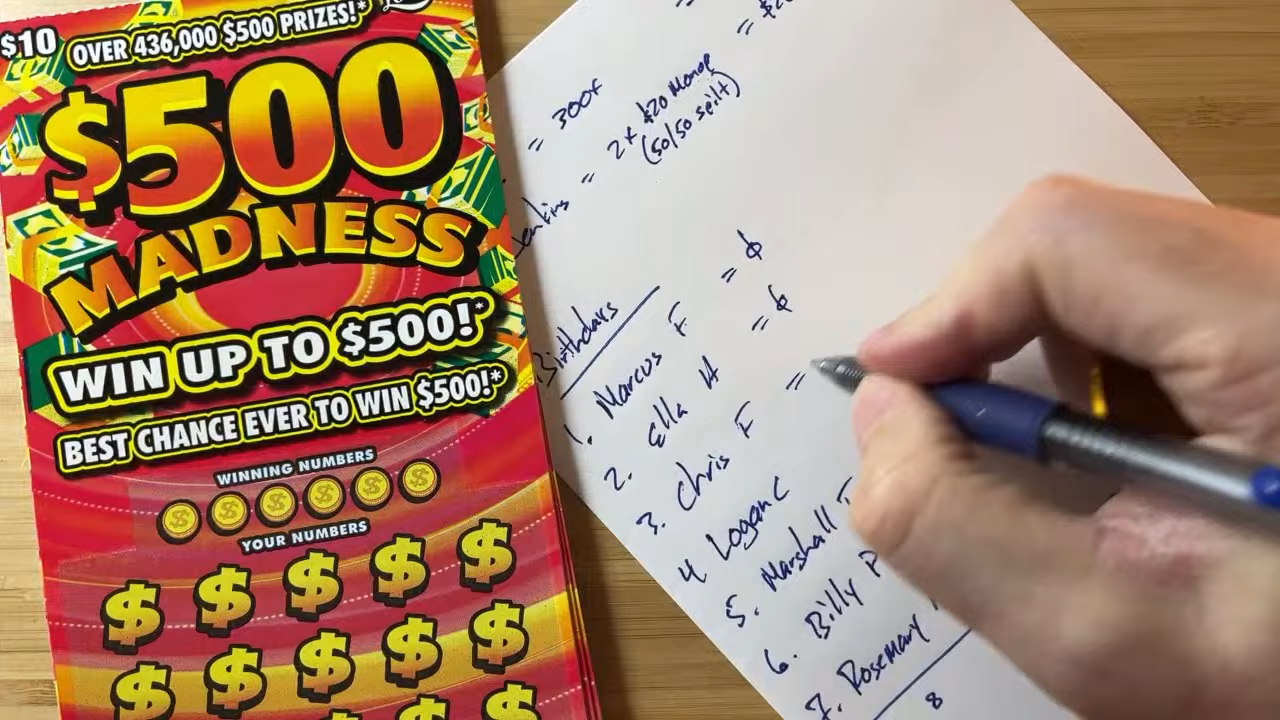 $10
OVER 436,000 $500 PRIZES!*
$500
MADNESS
WIN UP TO $500!*
BEST CHANCE EVER TO WIN $500!*
WINNING NUMBERS
YOUR NUMBERS
= 300x
= 2x $20 Monop
(50/50 split)
Birthdays
1. Marcus F =
2. Ella H =
3. Chris F =
4 Logan C
5. Marshall T
6. Billy P
7. Rosemary
8